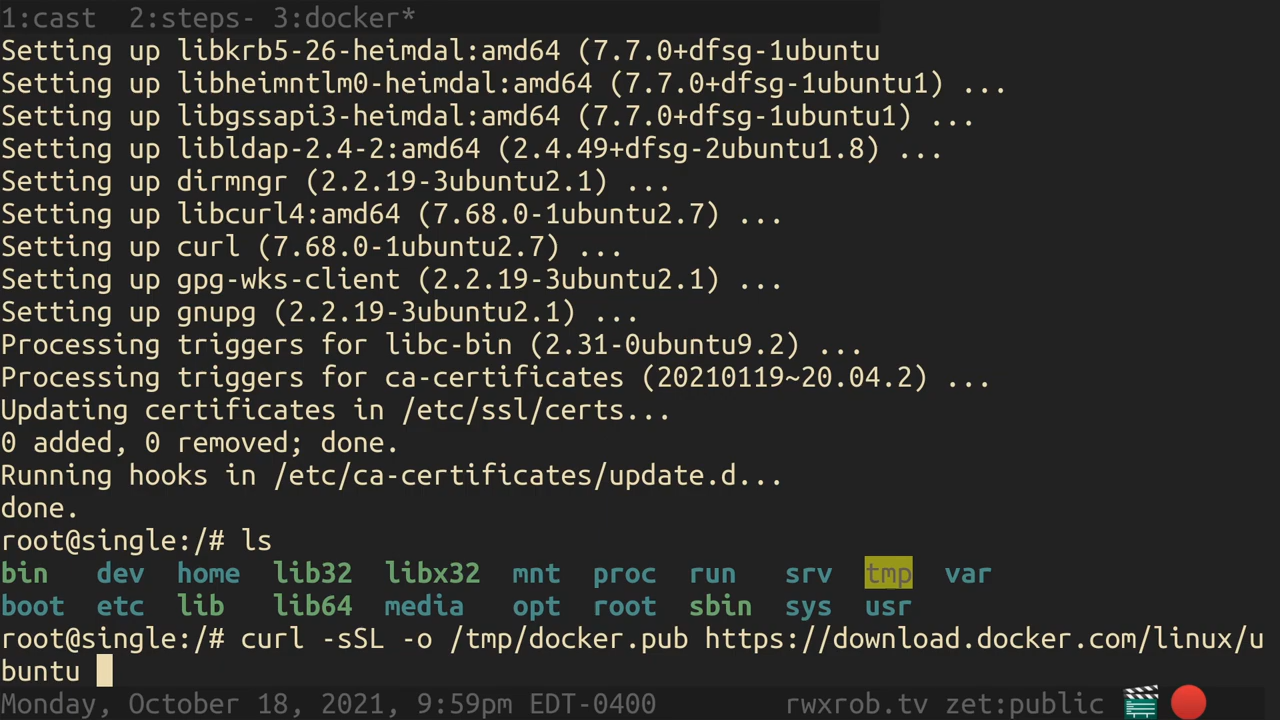 1:cast  2:steps- 3:docker*
Setting up libkrb5-26-heimdal:amd64 (7.7.0+dfsg-1ubuntu
Setting up libheimntlm0-heimdal:amd64 (7.7.0+dfsg-1ubuntu1) ...
Setting up libgssapi3-heimdal:amd64 (7.7.0+dfsg-1ubuntu1) ...
Setting up libldap-2.4-2:amd64 (2.4.49+dfsg-2ubuntu1.8) ...
Setting up dirmngr (2.2.19-3ubuntu2.1) ...
Setting up libcurl4:amd64 (7.68.0-1ubuntu2.7) ...
Setting up curl (7.68.0-1ubuntu2.7) ...
Setting up gpg-wks-client (2.2.19-3ubuntu2.1) ...
Setting up gnupg (2.2.19-3ubuntu2.1) ...
Processing triggers for libc-bin (2.31-0ubuntu9.2) ...
Processing triggers for ca-certificates (20210119~20.04.2) ...
Updating certificates in /etc/ssl/certs...
0 added, 0 removed; done.
Running hooks in /etc/ca-certificates/update.d...
done.
root@single:/# ls
bin   dev  home  lib32  libx32  mnt  proc  run  srv  tmp  var
boot  etc  lib  lib64  media  opt  root  sbin  sys  usr
root@single:/# curl -sSL -o /tmp/docker.pub https://download.docker.com/linux/u
buntu
Monday, October 18, 2021, 9:59pm EDT-0400 rwxrob.tv zet:public